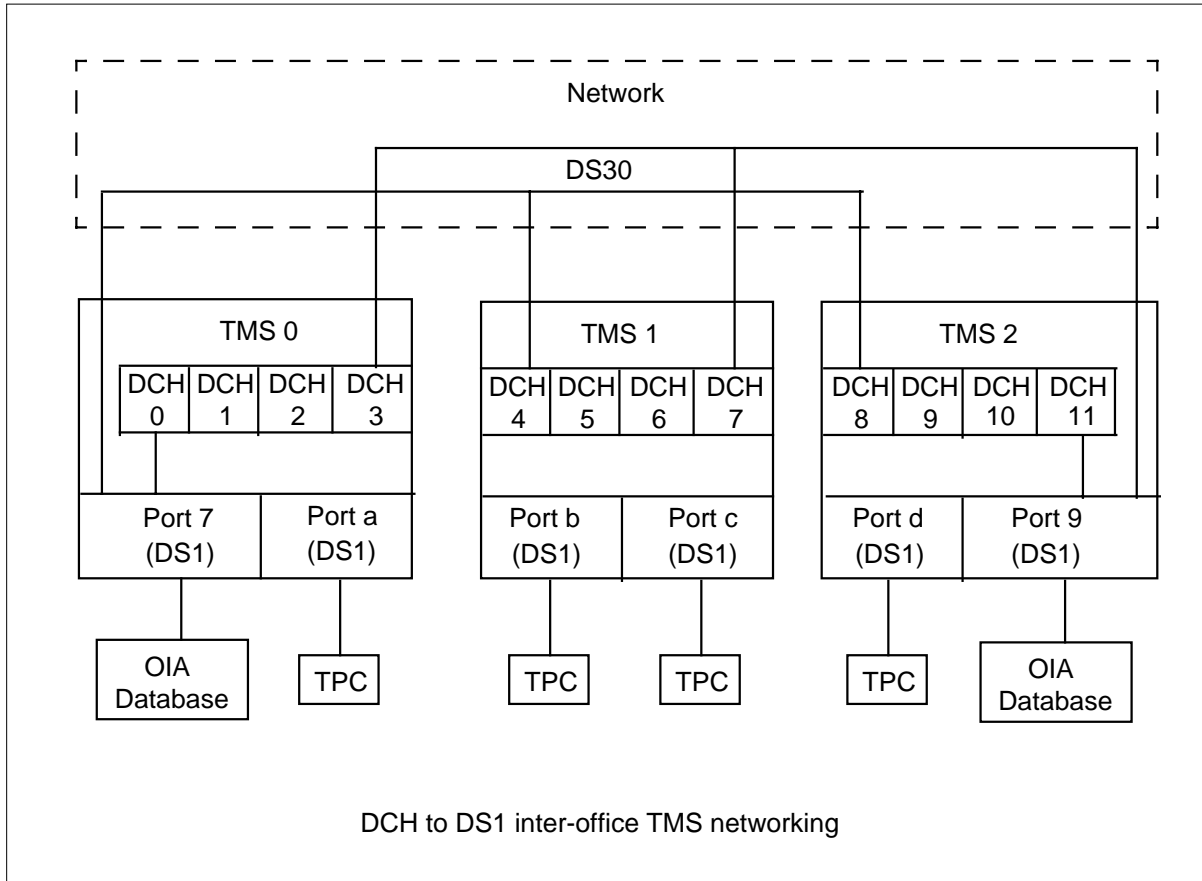 Network
DS30
TMS 0
TMS 1
TMS 2
DCH 0
DCH 1
DCH 2
DCH 3
DCH 4
DCH 5
DCH 6
DCH 7
DCH 8
DCH 9
DCH 10
DCH 11
Port 7
(DS1)
Port a
(DS1)
Port b
(DS1)
Port c
(DS1)
Port d
(DS1)
Port 9
(DS1)
OIA
Database
TPC
TPC
TPC
TPC
OIA
Database
DCH to DS1 inter-office TMS networking